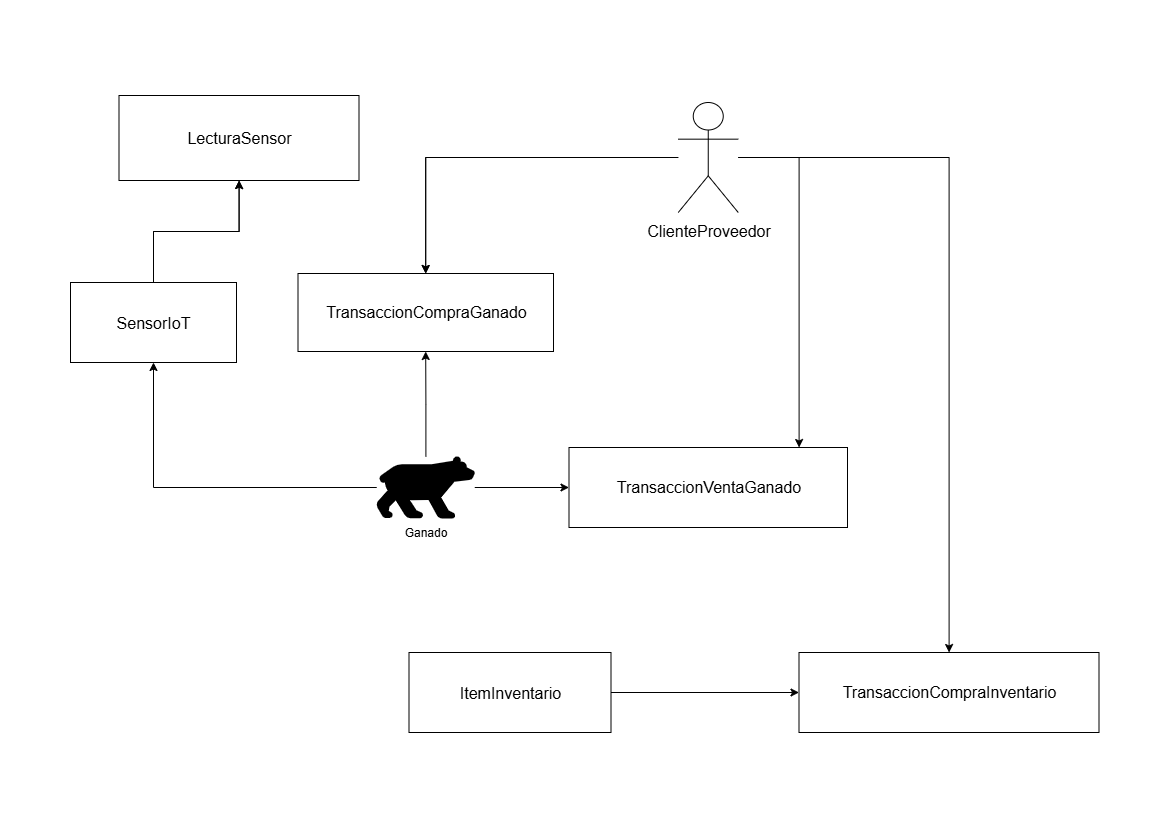 LecturaSensor
ClienteProveedor
TransaccionCompraGanado
SensorIoT
TransaccionVentaGanado
Ganado
ItemInventario
TransaccionCompraInventario